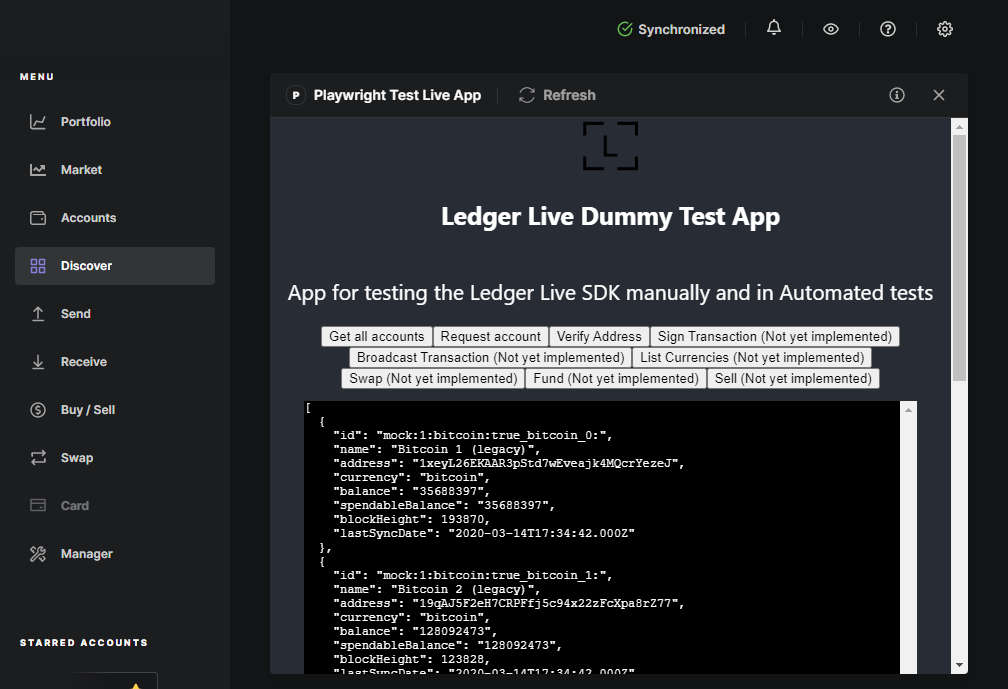 Synchronized
MENU
Portfolio
Market
Accounts
Discover
Send
Receive
Buy / Sell
Swap
Card
Manager
STARRED ACCOUNTS
P Playwright Test Live App
Refresh
L
Ledger Live Dummy Test App
App for testing the Ledger Live SDK manually and in Automated tests
Get all accounts Request account Verify Address Sign Transaction (Not yet implemented)
Broadcast Transaction (Not yet implemented) List Currencies (Not yet implemented)
Swap (Not yet implemented) Fund (Not yet implemented) Sell (Not yet implemented)
[
{
"id": "mock:1:bitcoin:true_bitcoin_0:",
"name": "Bitcoin 1 (legacy)",
"address": "1xeyL26EKAAR3pStd7wEveajk4MQcrYezeJ",
"currency": "bitcoin",
"balance": "35688397",
"spendableBalance": "35688397",
"blockHeight": 193870,
"lastSyncDate": "2020-03-14T17:34:42.000Z"
},
{
"id": "mock:1:bitcoin:true_bitcoin_1:",
"name": "Bitcoin 2 (legacy)",
"address": "19qAJ5F2eH7CRPFfj5c94x22zFcXpa8rZ77",
"currency": "bitcoin",
"balance": "128092473",
"spendableBalance": "128092473",
"blockHeight": 123828,
"lastSyncDate": "2020-03-14T17:34:42.000Z"